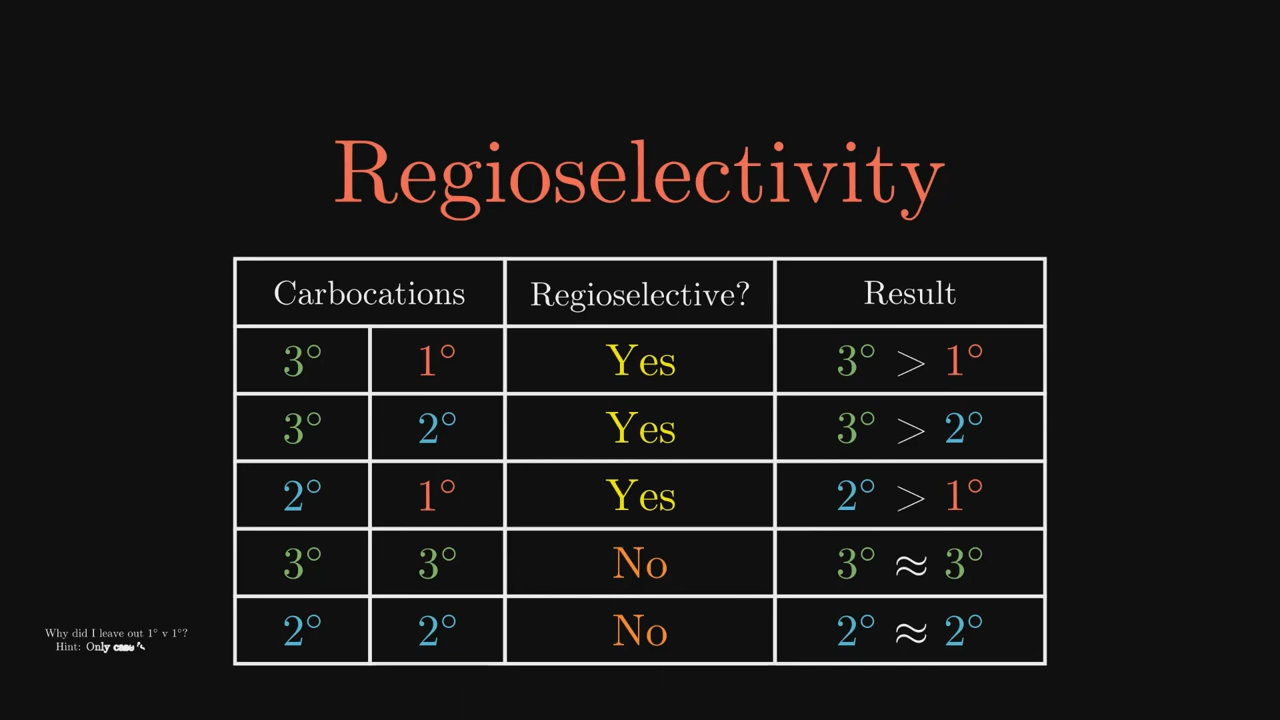 Regioselectivity
Carbocations Regioselective? Result
3° 1° Yes 3° > 1°
3° 2° Yes 3° > 2°
2° 1° Yes 2° > 1°
3° 3° No 3° ≈ 3°
2° 2° No 2° ≈ 2°
Why did I leave out 1° v 1°?
Hint: Only